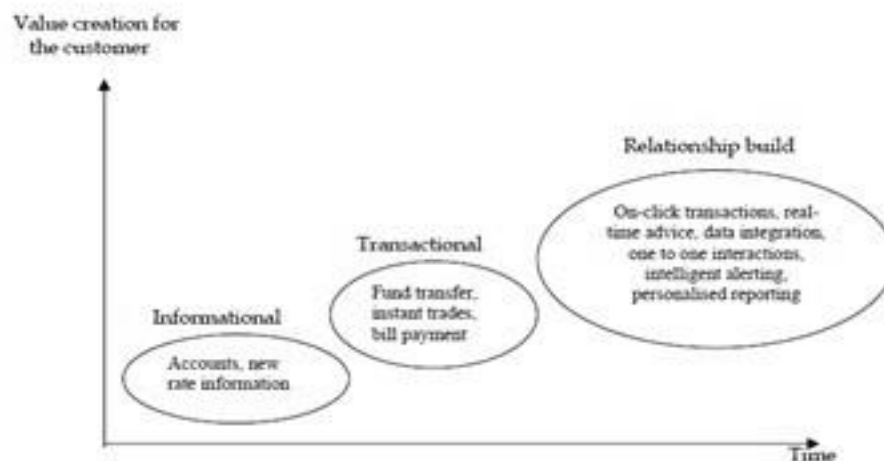 Value creation for
the customer
Relationship build
On-click transactions, real-
time advice, data integration,
one to one interactions,
intelligent alerting,
personalised reporting
Transactional
Fund transfer,
instant trades,
bill payment
Informational
Accounts, new
rate information
Time